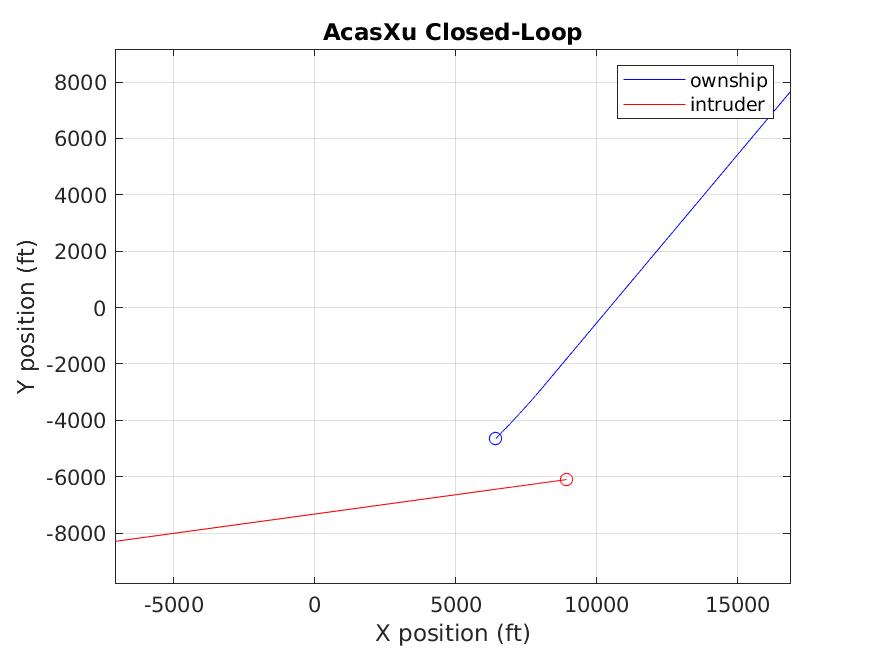 AcasXu Closed-Loop
ownship
intruder
8000
6000
4000
2000
0
-2000
-4000
-6000
-8000
Y position (ft)
-5000 0 5000 10000 15000
X position (ft)